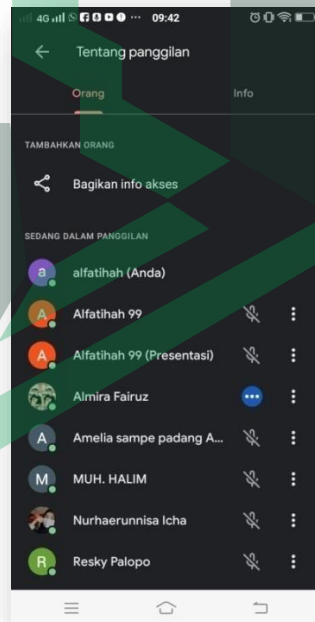 4G 09:42
Tentang panggilan
Orang Info
TAMBAHKAN ORANG
Bagikan info akses
SEDANG DALAM PANGGILAN
a alfatihah (Anda)
A Alfatihah 99
A Alfatihah 99 (Presentasi)
Almira Fairuz
A Amelia sampe padang A...
M MUH. HALIM
Nurhaerunnisa Icha
R Resky Palopo